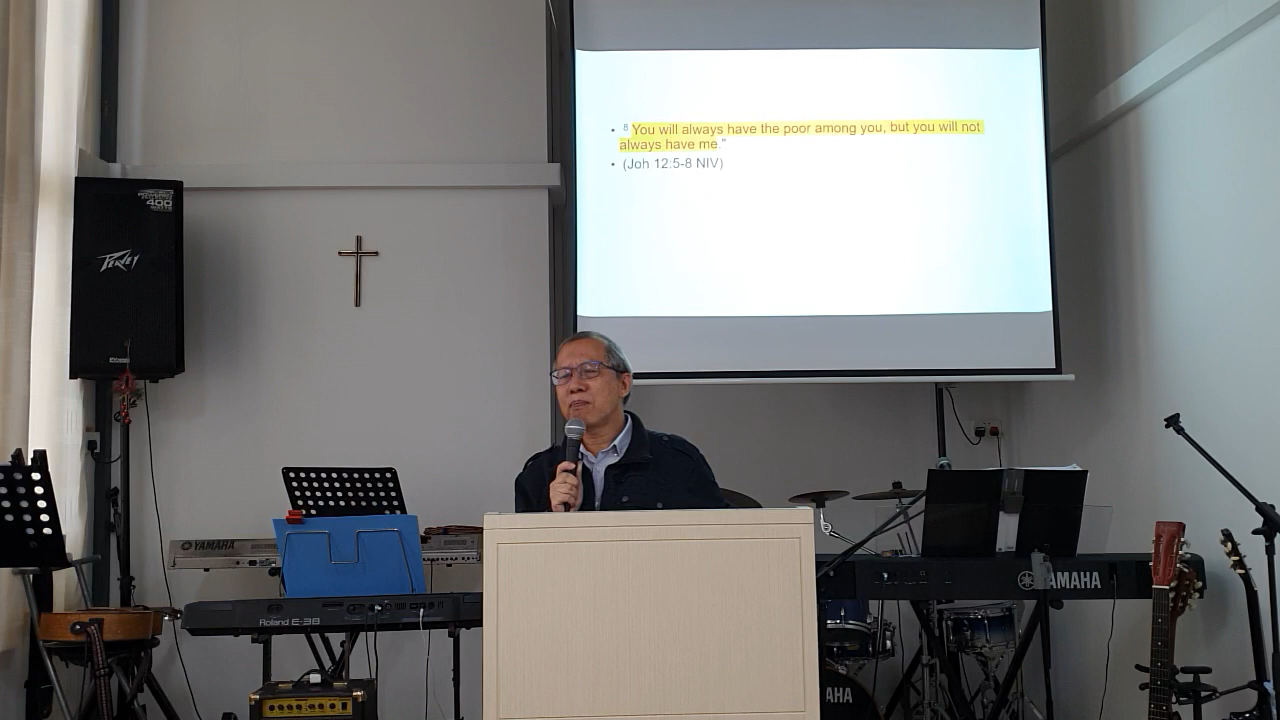 8 You will always have the poor among you, but you will not
always have me."
(Joh 12:5-8 NIV)
400
PEAVEY
YAMAHA
Roland E-38
YAMAHA
AHA